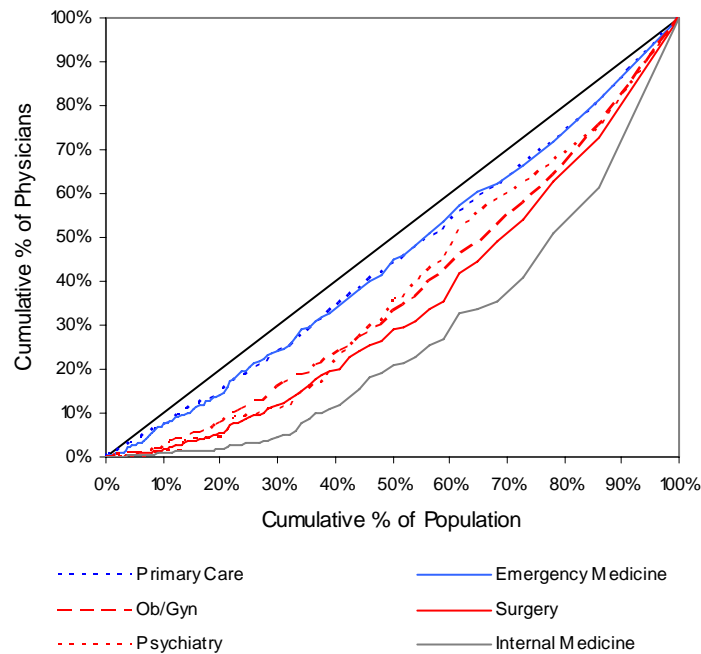 100%
90%
80%
70%
60%
50%
40%
30%
20%
10%
0%
Cumulative % of Physicians
0% 10% 20% 30% 40% 50% 60% 70% 80% 90% 100%
Cumulative % of Population
Primary Care Emergency Medicine
Ob/Gyn Surgery
Psychiatry Internal Medicine